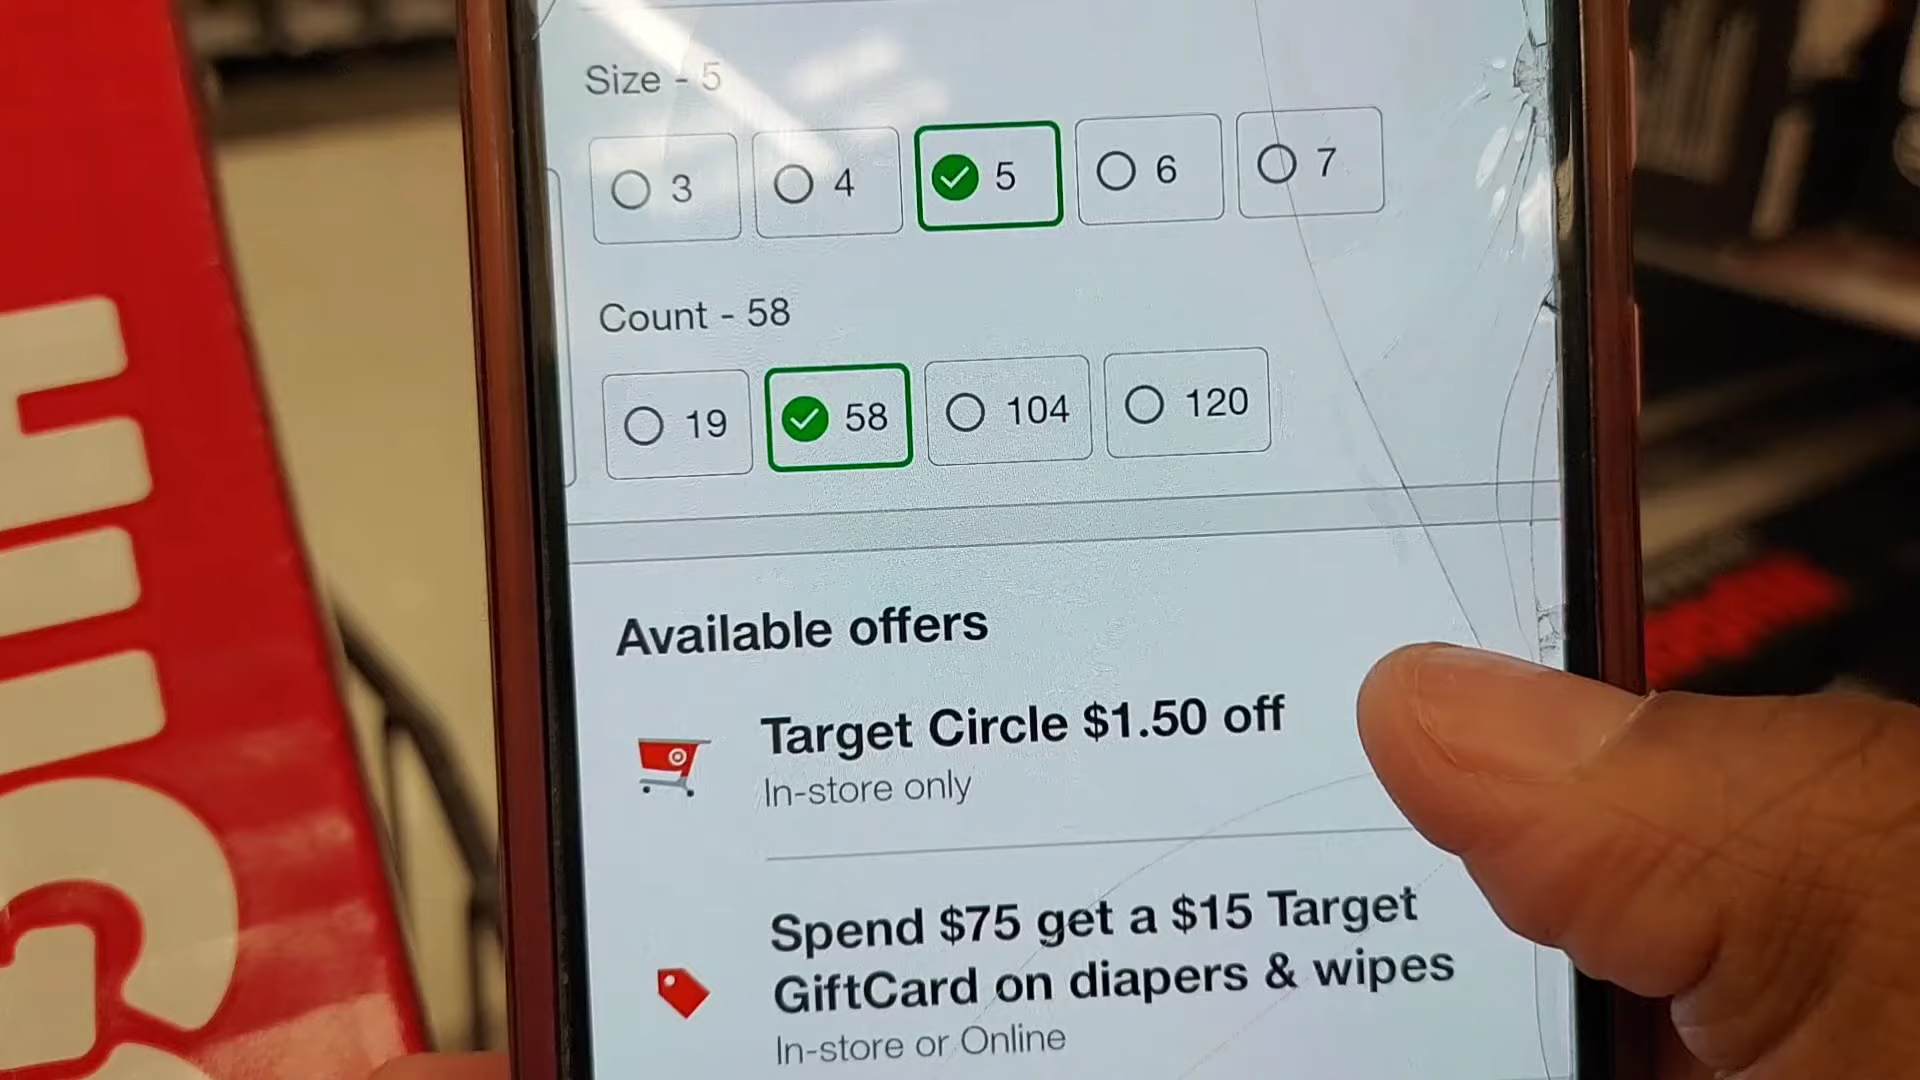 Size - 5
3 4 5 6 7
Count - 58
19 58 104 120
Available offers
Target Circle $1.50 off
In-store only
Spend $75 get a $15 Target
GiftCard on diapers & wipes
In-store or Online